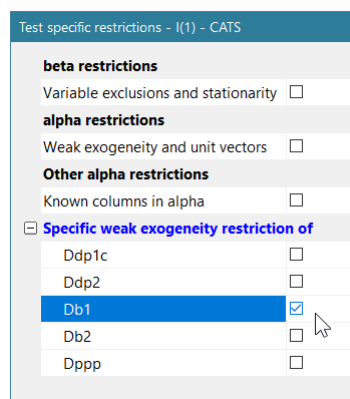 Test specific restrictions - I(1) - CATS
beta restrictions
Variable exclusions and stationarity
alpha restrictions
Weak exogeneity and unit vectors
Other alpha restrictions
Known columns in alpha
Specific weak exogeneity restriction of
Ddp1c
Ddp2
Db1
Db2
Dppp